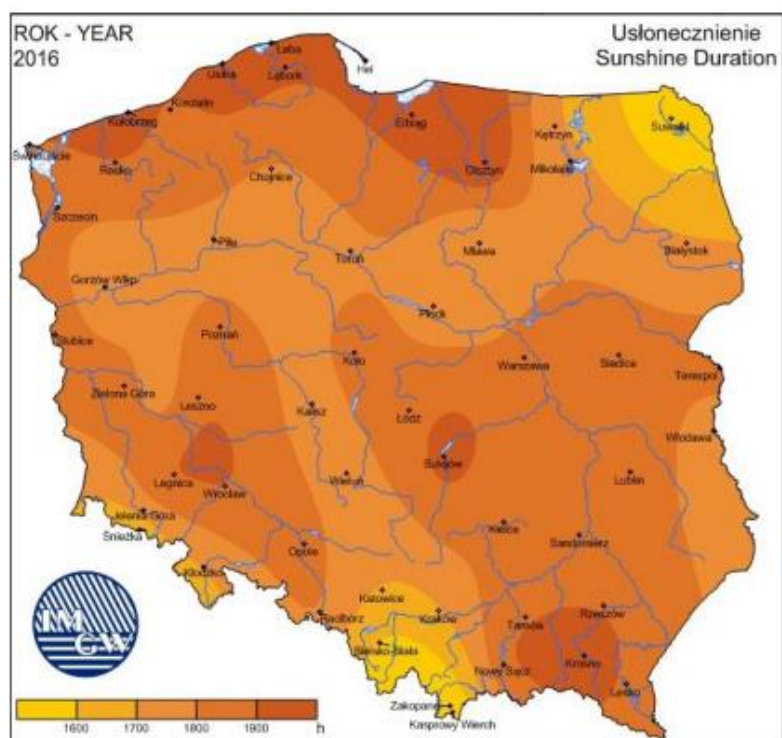 ROK - YEAR
2016
Usłonecznienie
Sunshine Duration
Łeba
Hel
Ustka
Lębork
Koszalin
Kołobrzeg
Elbląg
Kętrzyn
Suwałki
Świnoujście
Resko
Chojnice
Olsztyn
Mikołajki
Szczecin
Piła
Toruń
Mława
Białystok
Gorzów Wlkp.
Płock
Słubice
Poznań
Koło
Warszawa
Siedlce
Terespol
Zielona Góra
Leszno
Kalisz
Łódź
Włodawa
Sulejów
Legnica
Wrocław
Wieluń
Lublin
Jelenia Góra
Śnieżka
Kielce
Sandomierz
Opole
Kłodzko
Katowice
Racibórz
Kraków
Tarnów
Rzeszów
Bielsko-Biała
Nowy Sącz
Krosno
Lesko
Zakopane
Kasprowy Wierch
IM
GW
1600 1700 1800 1900 h